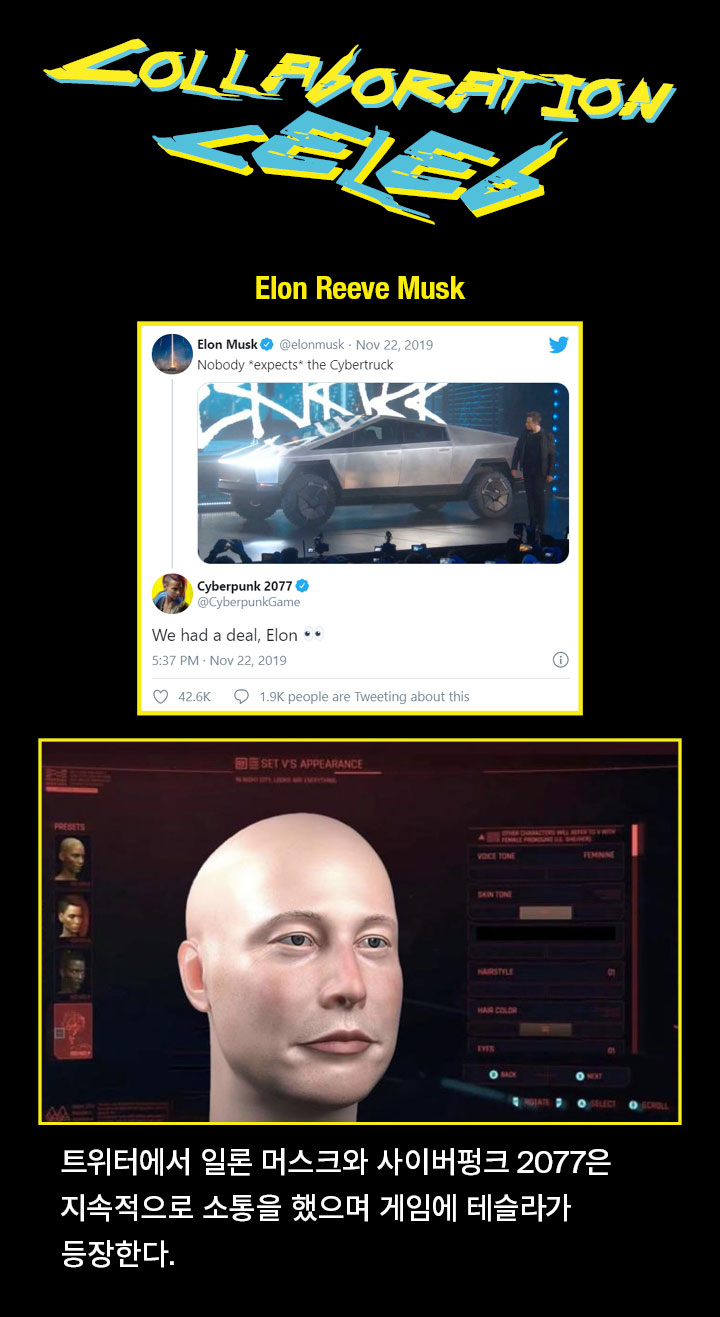 COLLABORATION
CELEB
Elon Reeve Musk
Elon Musk @elonmusk · Nov 22, 2019
Nobody *expects* the Cybertruck
Cyberpunk 2077
@CyberpunkGame
We had a deal, Elon 👀
5:37 PM · Nov 22, 2019
42.6K 1.9K people are Tweeting about this
SET V'S APPEARANCE
IN NIGHT CITY, LOOKS ARE EVERYTHING.
PRESETS
OTHER CHARACTERS WILL REFER TO V WITH
FEMALE PRONOUNS (I.E. SHE/HER).
VOICE TONE FEMININE
SKIN TONE
HAIRSTYLE 01
HAIR COLOR
EYES 01
BACK NEXT
ROTATE SELECT SCROLL
트위터에서 일론 머스크와 사이버펑크 2077은
지속적으로 소통을 했으며 게임에 테슬라가
등장한다.